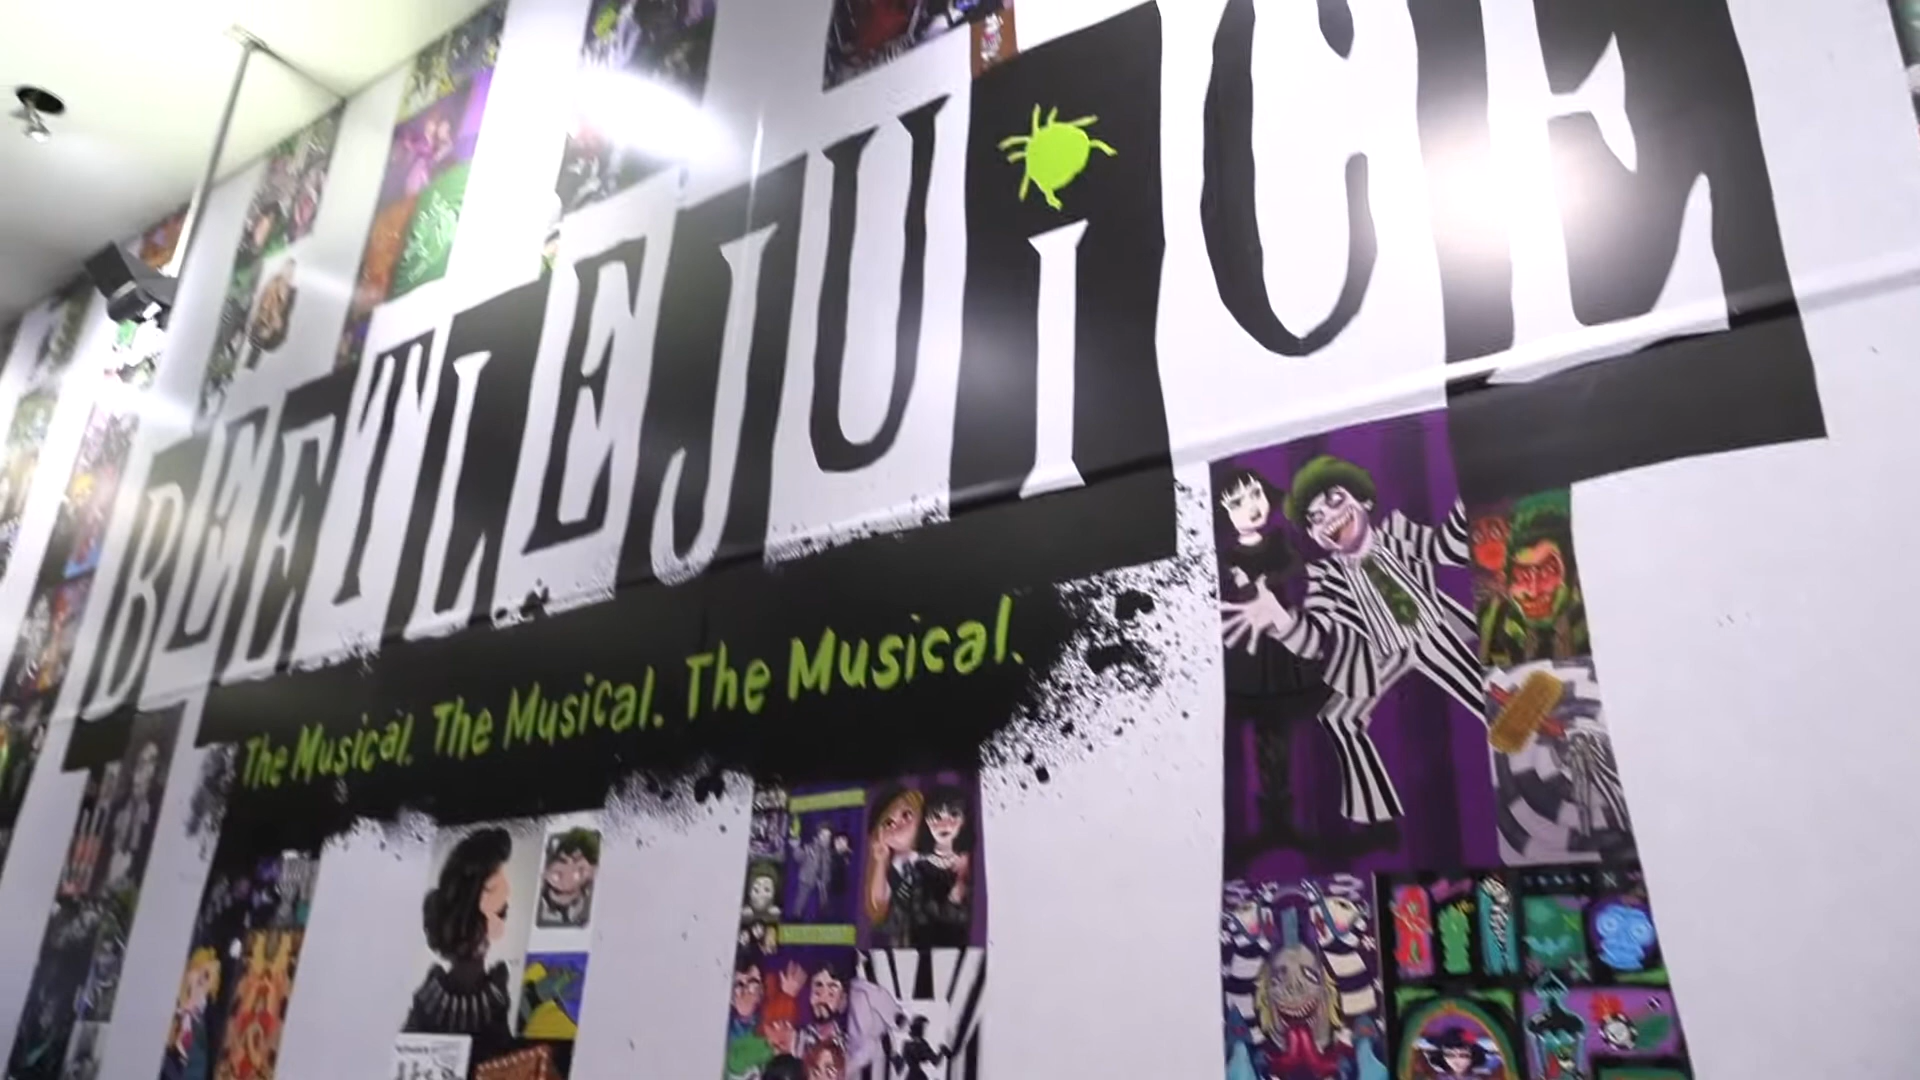 BEETLEJUiCE
The Musical. The Musical. The Musical.